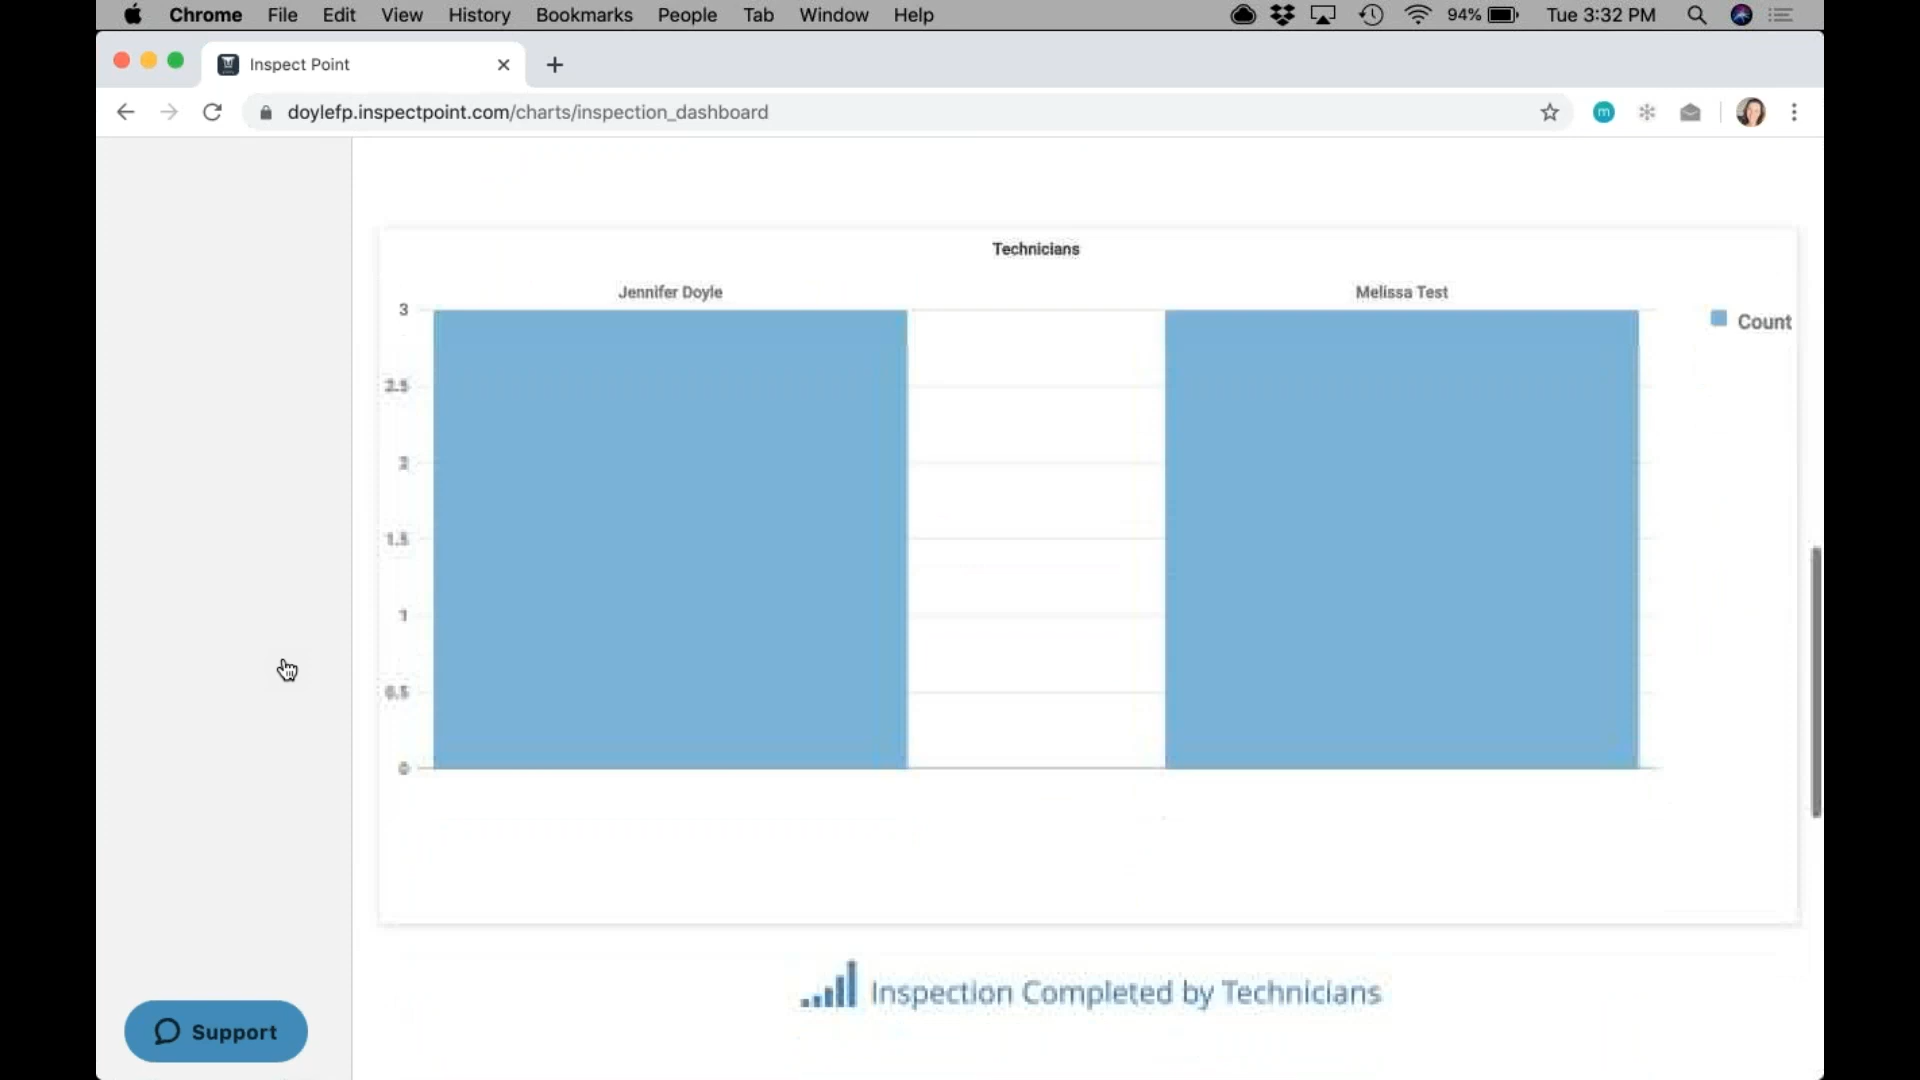 Chrome File Edit View History Bookmarks People Tab Window Help 94% Tue 3:32 PM
Inspect Point
doylefp.inspectpoint.com/charts/inspection_dashboard
m
Technicians
Jennifer Doyle Melissa Test
3
Count
2.5
2
1.5
1
0.5
0
Inspection Completed by Technicians
Support